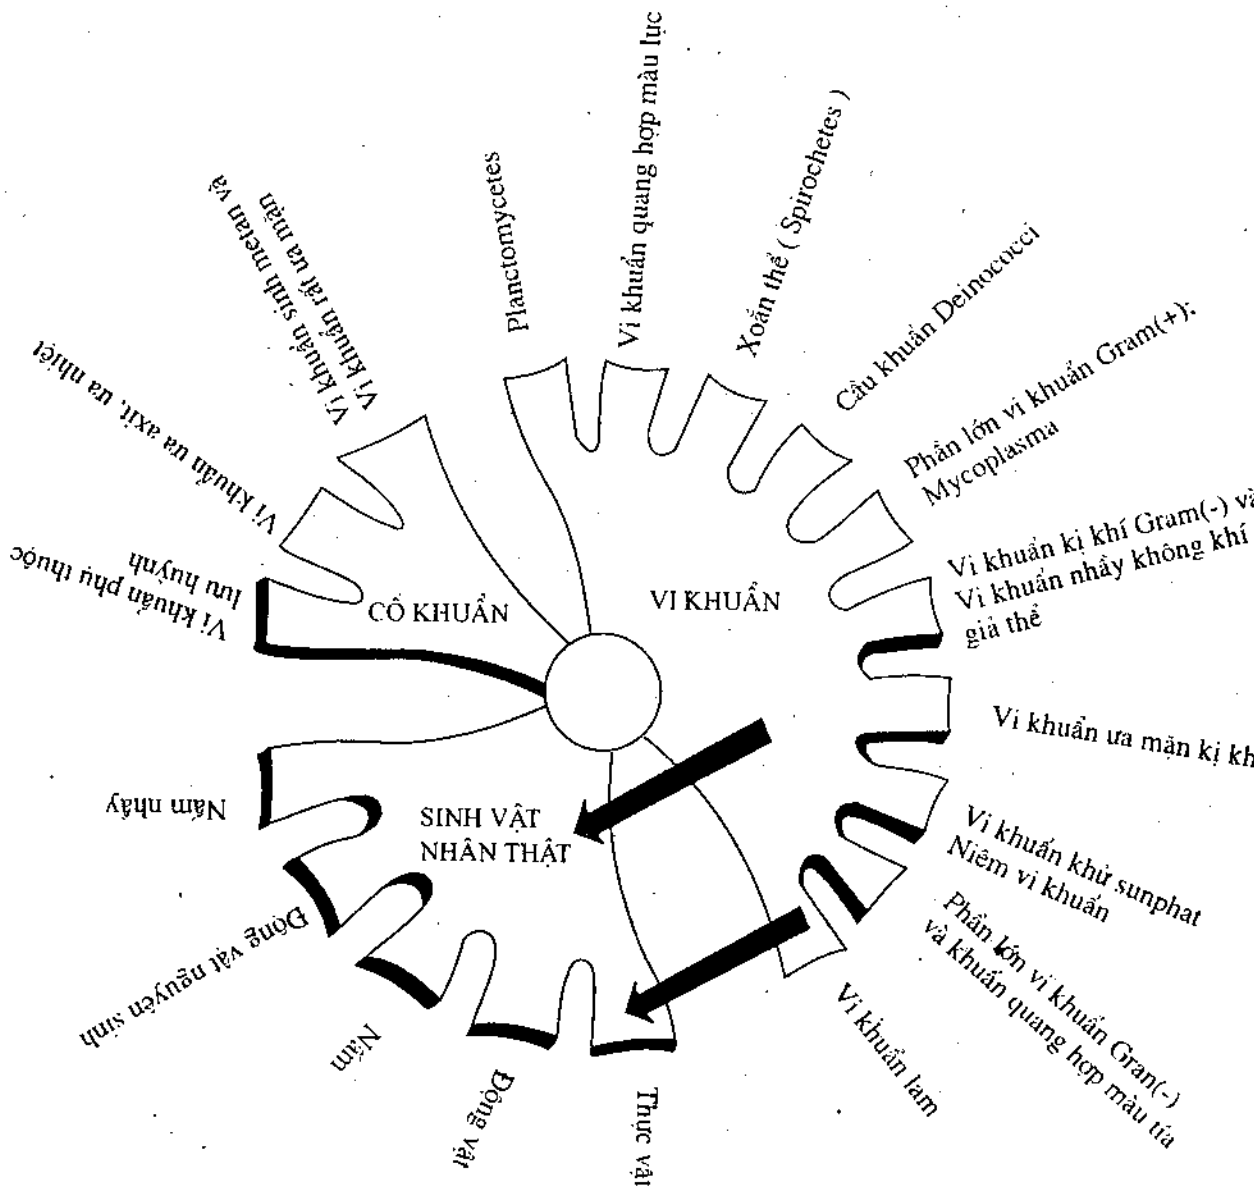 Planctomycetes
Vi khuẩn quang hợp màu lục
Xoắn thể ( Spirochetes )
Cầu khuẩn Deinococci
Phần lớn vi khuẩn Gram(+);
Mycoplasma
Vi khuẩn kị khí Gram(-) và
Vi khuẩn nhầy không khí
giả thể
Vi khuẩn ưa mặn kị kh
Vi khuẩn khử sunphat
Niêm vi khuẩn
Phần lớn vi khuẩn Gran(-)
và khuẩn quang hợp màu tía
Vi khuẩn lam
Thực vật
Động vật
Nấm
Động vật nguyên sinh
Nấm nhầy
Vi khuẩn phụ thuộc
lưu huỳnh
Vi khuẩn ưa axit, ưa nhiệt
Vi khuẩn sinh metan và
Vi khuẩn rất ưa mặn
CỔ KHUẨN
VI KHUẨN
SINH VẬT
NHÂN THẬT